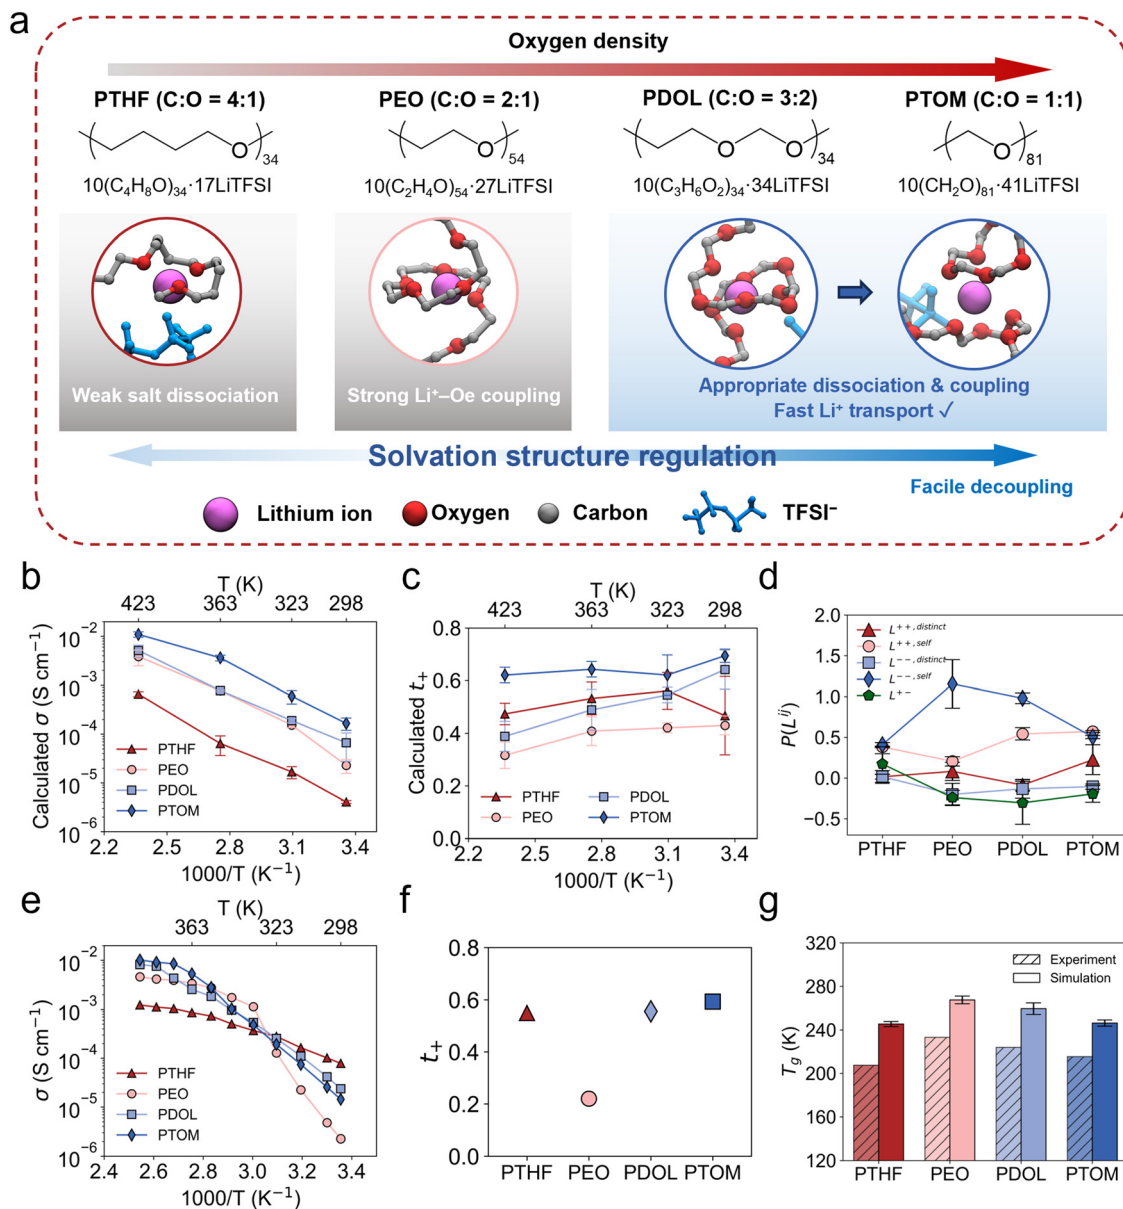 a
Oxygen density
PTHF (C:O = 4:1)
PEO (C:O = 2:1)
PDOL (C:O = 3:2)
PTOM (C:O = 1:1)
O
34
O
54
O
O
34
O
81
10(C₄H₈O)₃₄·17LiTFSI
10(C₂H₄O)₅₄·27LiTFSI
10(C₃H₆O₂)₃₄·34LiTFSI
10(CH₂O)₈₁·41LiTFSI
Weak salt dissociation
Strong Li⁺–Oe coupling
Appropriate dissociation & coupling
Fast Li⁺ transport ✓
Solvation structure regulation
Facile decoupling
Lithium ion
Oxygen
Carbon
TFSI⁻
b
T (K)
423
363
323
298
Calculated σ (S cm⁻¹)
10⁻²
10⁻³
10⁻⁴
10⁻⁵
10⁻⁶
PTHF
PEO
PDOL
PTOM
2.2
2.6
3.0
3.4
1000/T (K⁻¹)
c
T (K)
423
363
323
298
Calculated t₊
0.8
0.6
0.4
0.2
0.0
PTHF
PEO
PDOL
PTOM
2.2
2.6
3.0
3.4
1000/T (K⁻¹)
d
P(Lⁱʲ)
2.0
1.5
1.0
0.5
0.0
−0.5
L⁺⁺,distinct
L⁺⁺,self
L⁻⁻,distinct
L⁻⁻,self
L⁺⁻
PTHF
PEO
PDOL
PTOM
e
T (K)
363
323
298
σ (S cm⁻¹)
10⁻²
10⁻³
10⁻⁴
10⁻⁵
10⁻⁶
PTHF
PEO
PDOL
PTOM
2.4
2.6
2.8
3.0
3.2
3.4
1000/T (K⁻¹)
f
t₊
0.8
0.6
0.4
0.2
0.0
PTHF
PEO
PDOL
PTOM
g
Tg (K)
320
280
240
200
160
120
Experiment
Simulation
PTHF
PEO
PDOL
PTOM